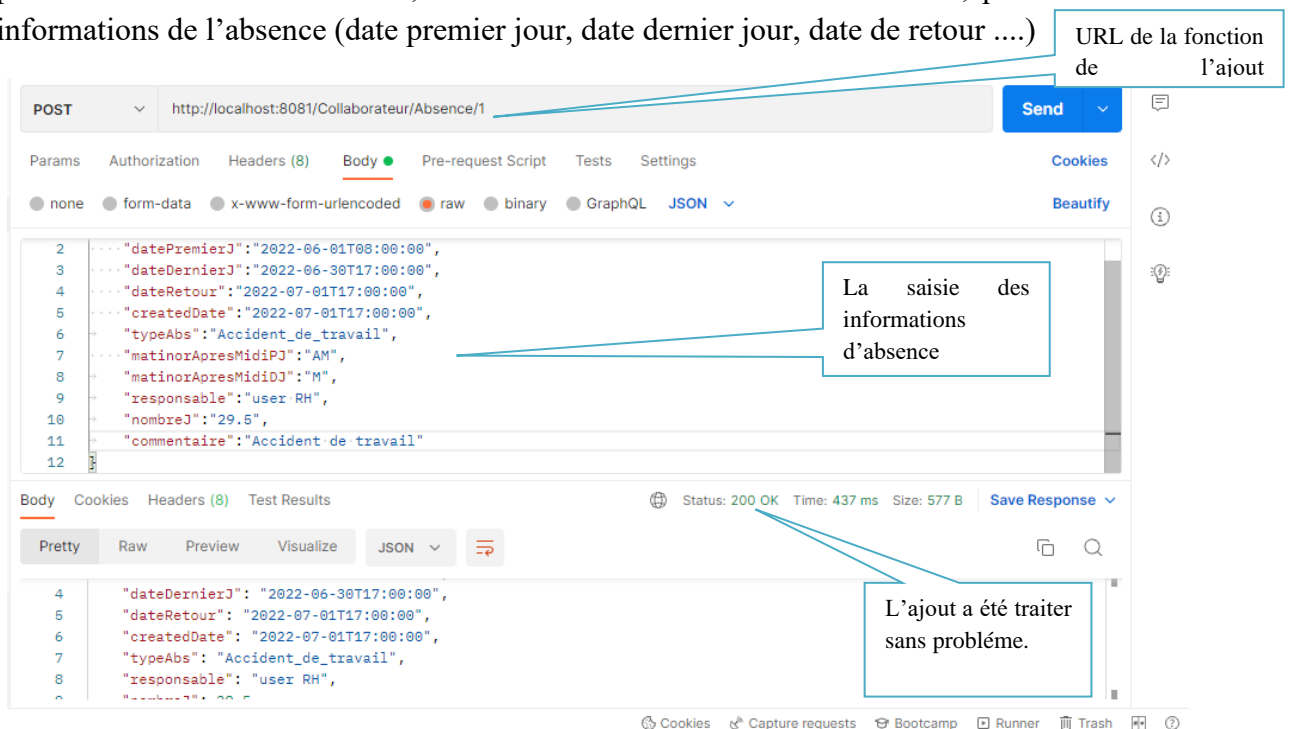 informations de l'absence (date premier jour, date dernier jour, date de retour ....)
URL de la fonction
de l'ajout
POST http://localhost:8081/Collaborateur/Absence/1 Send
Params Authorization Headers (8) Body Pre-request Script Tests Settings Cookies
none form-data x-www-form-urlencoded raw binary GraphQL JSON Beautify
2 "datePremierJ":"2022-06-01T08:00:00",
3 "dateDernierJ":"2022-06-30T17:00:00",
4 "dateRetour":"2022-07-01T17:00:00",
5 "createdDate":"2022-07-01T17:00:00",
6 "typeAbs":"Accident_de_travail",
7 "matinorApresMidiPJ":"AM",
8 "matinorApresMidiDJ":"M",
9 "responsable":"user RH",
10 "nombreJ":"29.5",
11 "commentaire":"Accident de travail"
12 }
La saisie des
informations
d'absence
Body Cookies Headers (8) Test Results Status: 200 OK Time: 437 ms Size: 577 B Save Response
Pretty Raw Preview Visualize JSON
4 "dateDernierJ": "2022-06-30T17:00:00",
5 "dateRetour": "2022-07-01T17:00:00",
6 "createdDate": "2022-07-01T17:00:00",
7 "typeAbs": "Accident_de_travail",
8 "responsable": "user RH",
L'ajout a été traiter
sans probléme.
Cookies Capture requests Bootcamp Runner Trash